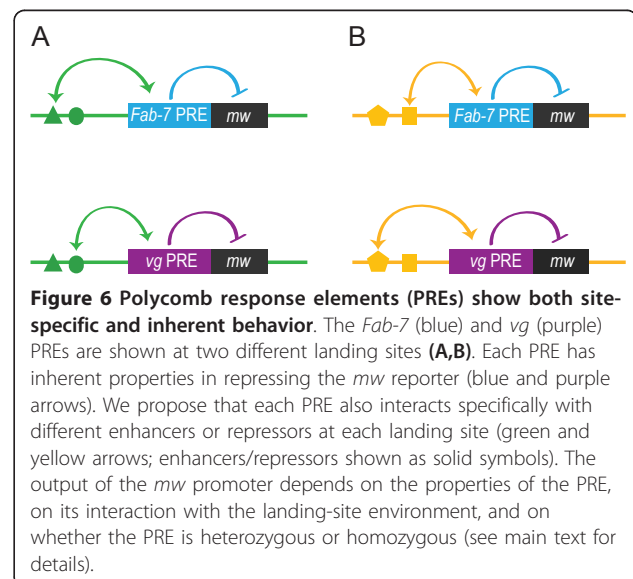 A B
Fab-7 PRE mw Fab-7 PRE mw
vg PRE mw vg PRE mw
Figure 6 Polycomb response elements (PREs) show both site-
specific and inherent behavior. The Fab-7 (blue) and vg (purple)
PREs are shown at two different landing sites (A,B). Each PRE has
inherent properties in repressing the mw reporter (blue and purple
arrows). We propose that each PRE also interacts specifically with
different enhancers or repressors at each landing site (green and
yellow arrows; enhancers/repressors shown as solid symbols). The
output of the mw promoter depends on the properties of the PRE,
on its interaction with the landing-site environment, and on
whether the PRE is heterozygous or homozygous (see main text for
details).